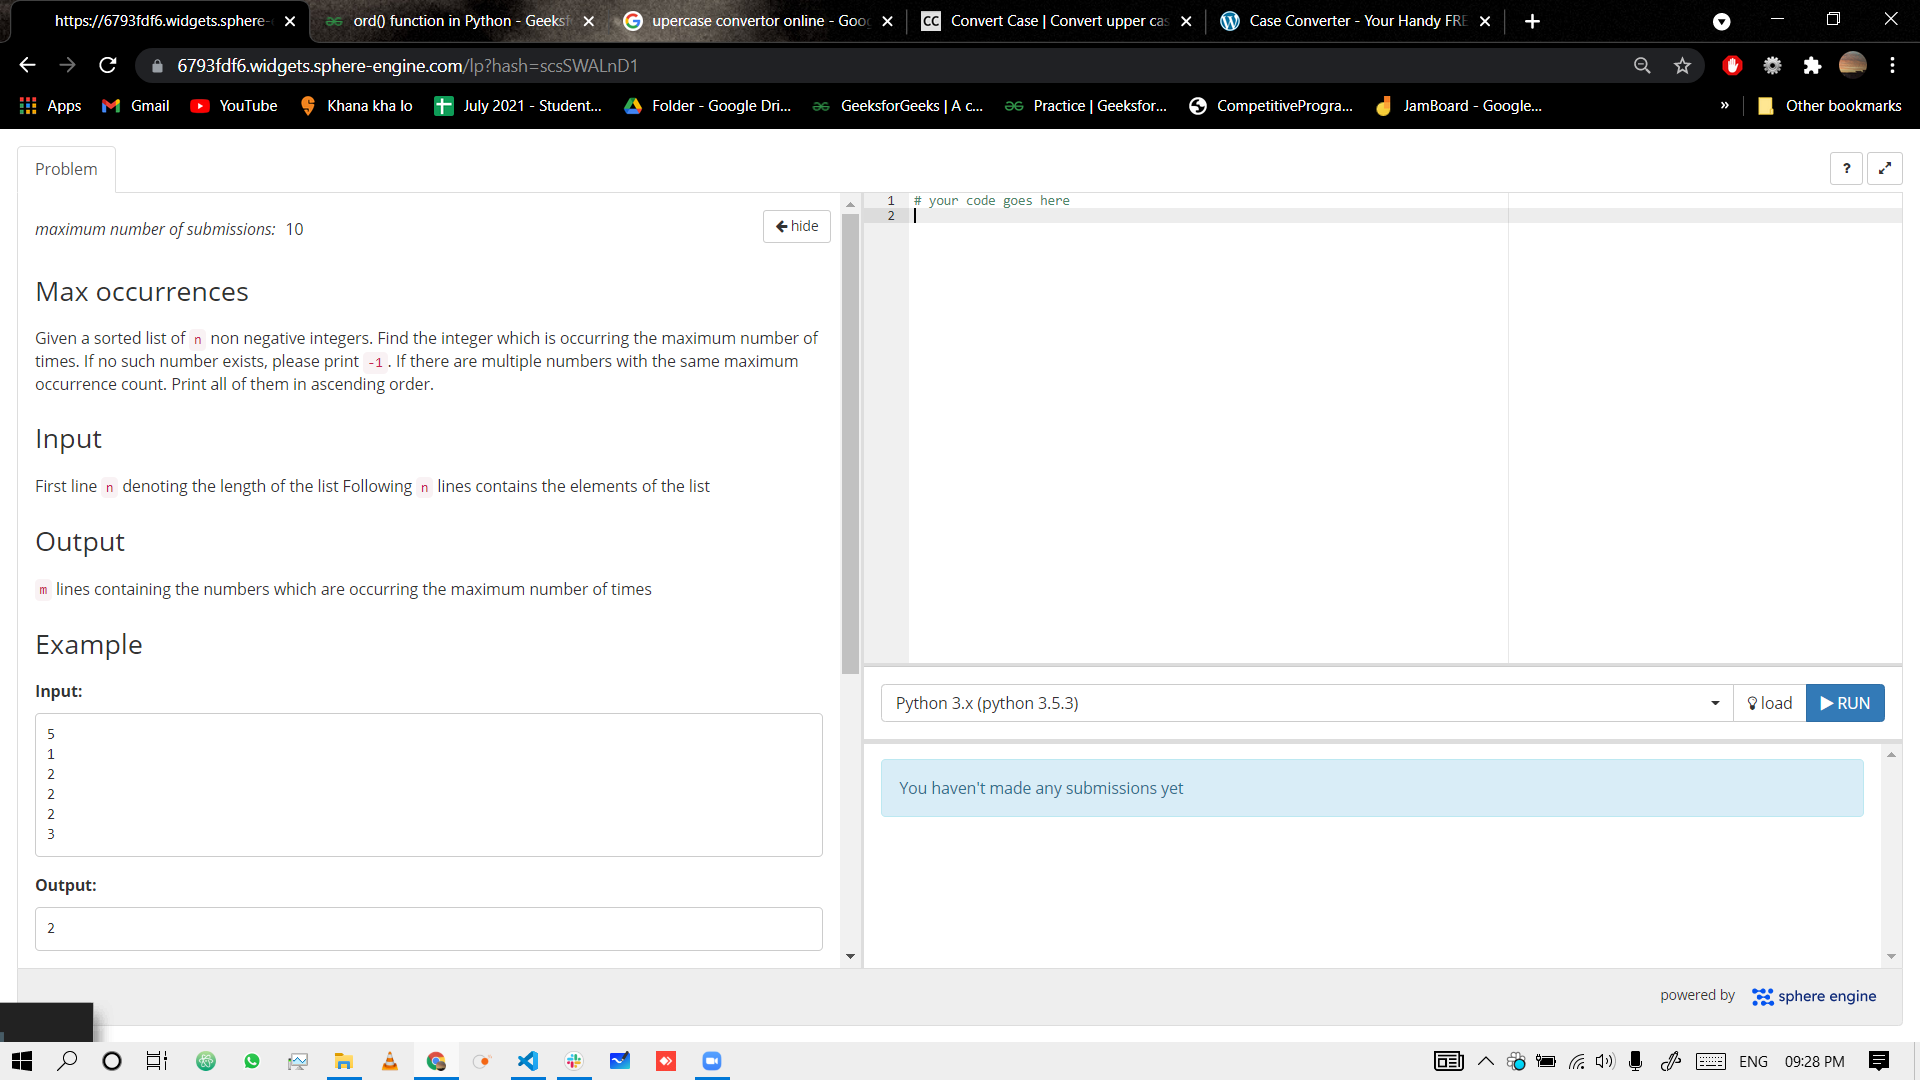 https://6793fdf6.widgets.sphere-
ord() function in Python - Geeksf
upercase convertor online - Goog
CC Convert Case | Convert upper cas
Case Converter - Your Handy FRE
6793fdf6.widgets.sphere-engine.com/lp?hash=scsSWALnD1
Apps
Gmail
YouTube
Khana kha lo
July 2021 - Student...
Folder - Google Dri...
GeeksforGeeks | A c...
Practice | Geeksfor...
CompetitiveProgra...
JamBoard - Google...
»
Other bookmarks
Problem
?
maximum number of submissions: 10
hide
Max occurrences
Given a sorted list of n non negative integers. Find the integer which is occurring the maximum number of
times. If no such number exists, please print -1 . If there are multiple numbers with the same maximum
occurrence count. Print all of them in ascending order.
Input
First line n denoting the length of the list Following n lines contains the elements of the list
Output
m lines containing the numbers which are occurring the maximum number of times
Example
Input:
5
1
2
2
2
3
Output:
2
1 # your code goes here
2
Python 3.x (python 3.5.3)
load
RUN
You haven't made any submissions yet
powered by sphere engine
ENG
09:28 PM